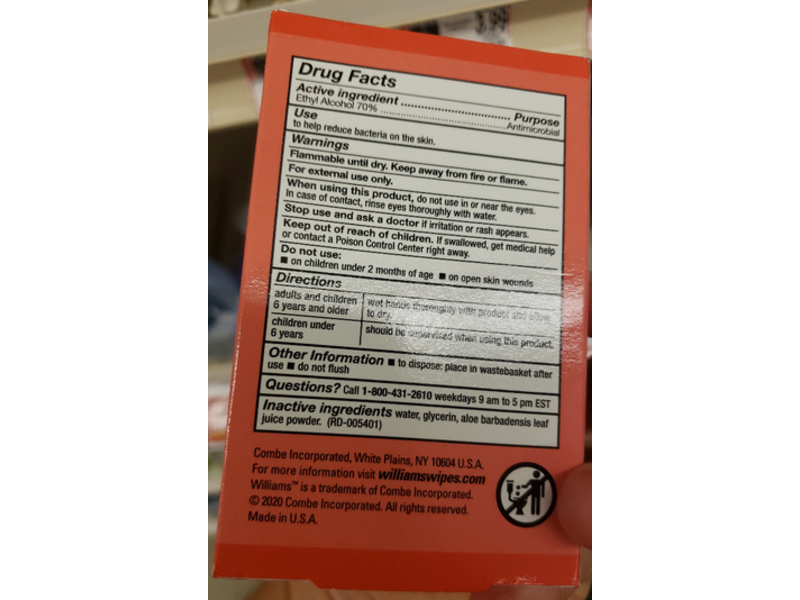 3.99
Drug Facts
Active ingredient .................................. Purpose
Ethyl Alcohol 70% ....................................... Antimicrobial
Use
to help reduce bacteria on the skin.
Warnings
Flammable until dry. Keep away from fire or flame.
For external use only.
When using this product, do not use in or near the eyes.
In case of contact, rinse eyes thoroughly with water.
Stop use and ask a doctor if irritation or rash appears.
Keep out of reach of children. If swallowed, get medical help
or contact a Poison Control Center right away.
Do not use:
■ on children under 2 months of age ■ on open skin wounds
Directions
adults and children wet hands thoroughly with product and allow
6 years and older to dry.
children under should be supervised when using this product.
6 years
Other Information ■ to dispose: place in wastebasket after
use ■ do not flush
Questions? Call 1-800-431-2610 weekdays 9 am to 5 pm EST
Inactive ingredients water, glycerin, aloe barbadensis leaf
juice powder. (RD-005401)
Combe Incorporated, White Plains, NY 10604 U.S.A.
For more information visit williamswipes.com
Williams™ is a trademark of Combe Incorporated.
© 2020 Combe Incorporated. All rights reserved.
Made in U.S.A.